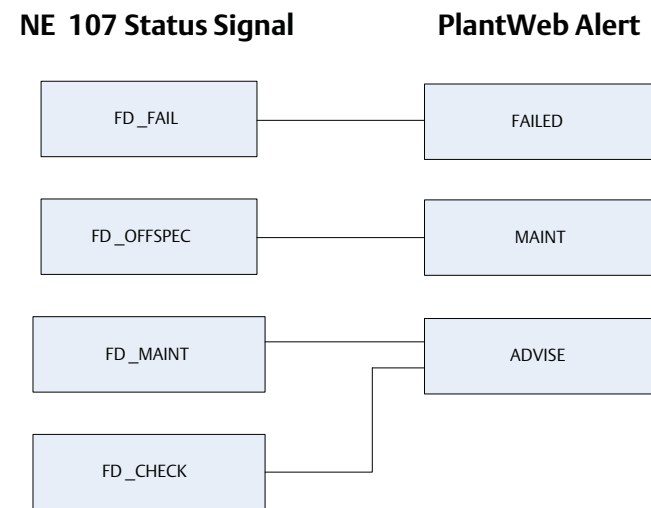 NE 107 Status Signal PlantWeb Alert
FD_FAIL FAILED
FD_OFFSPEC MAINT
FD_MAINT ADVISE
FD_CHECK